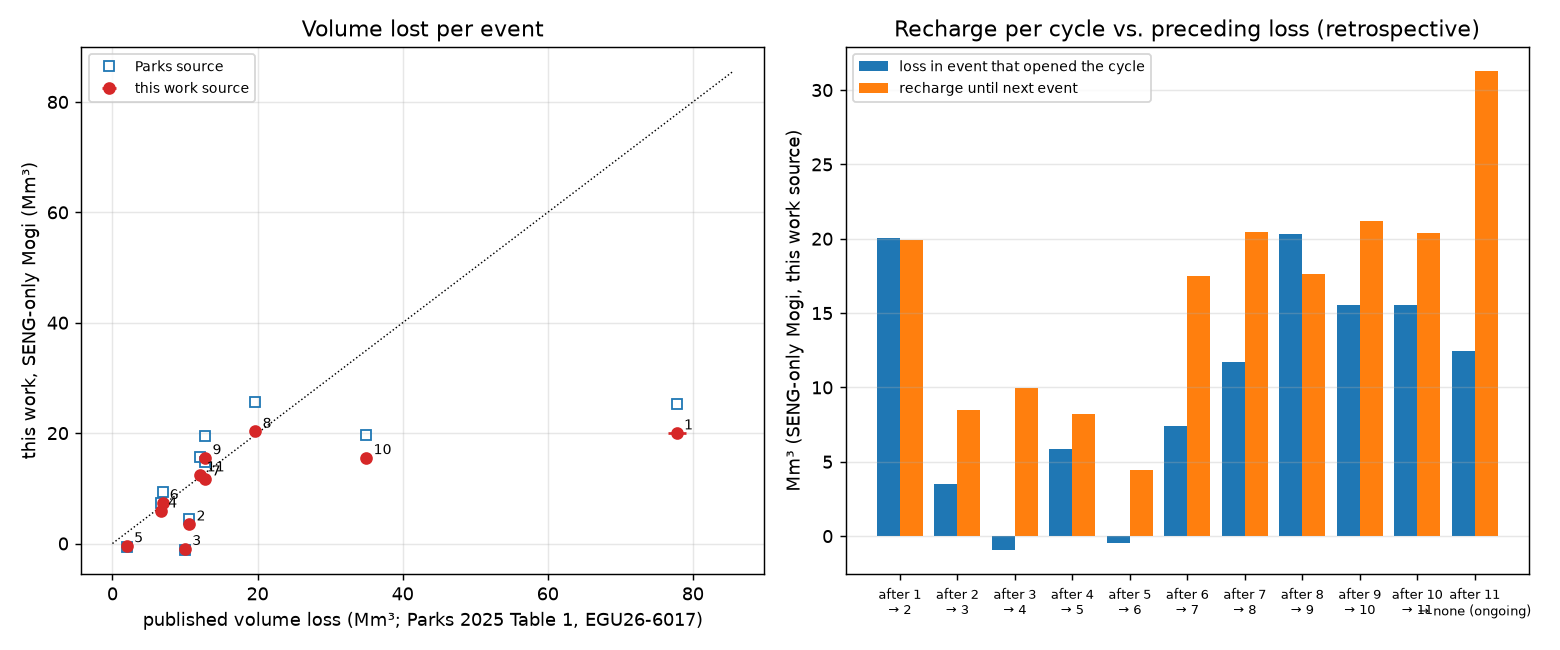 Volume lost per event
Parks source
this work source
this work, SENG-only Mogi (Mm³)
80
60
40
20
0
1
8
10
9
11
7
6
4
2
3
5
0
20
40
60
80
published volume loss (Mm³; Parks 2025 Table 1, EGU26-6017)
Recharge per cycle vs. preceding loss (retrospective)
loss in event that opened the cycle
recharge until next event
Mm³ (SENG-only Mogi, this work source)
30
25
20
15
10
5
0
after 1
→ 2
after 2
→ 3
after 3
→ 4
after 4
→ 5
after 5
→ 6
after 6
→ 7
after 7
→ 8
after 8
→ 9
after 9
→ 10
after 10
→ 11
after 11
→ none (ongoing)